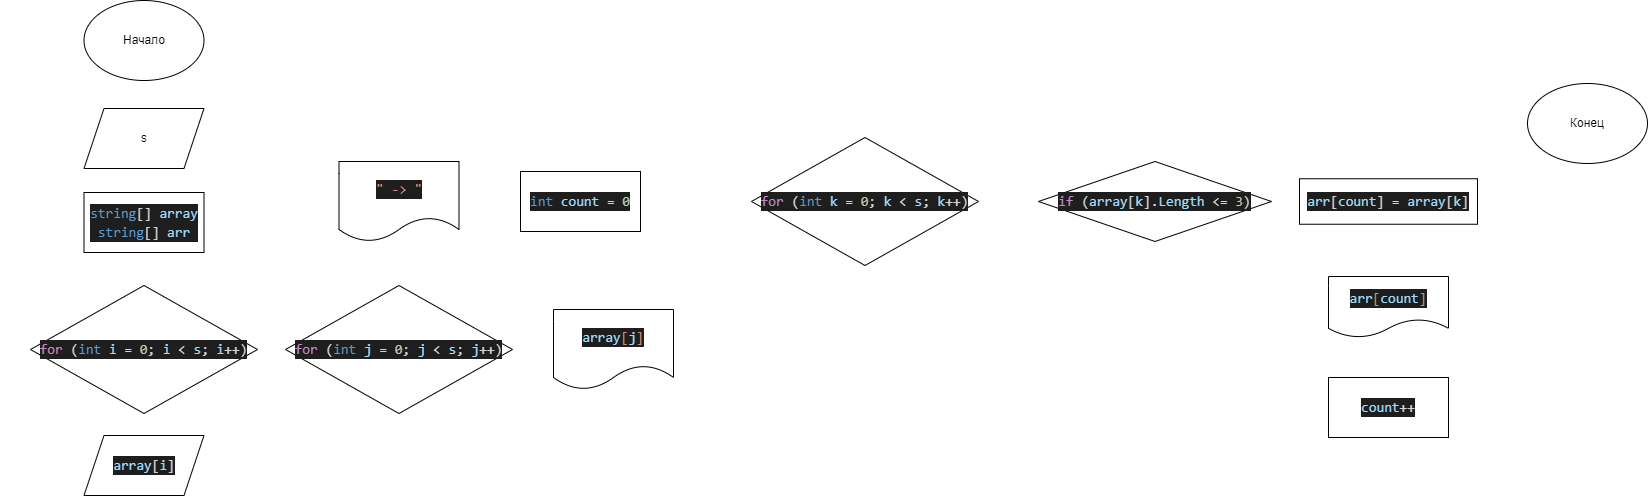 Начало
s
string[] array
string[] arr
for (int i = 0; i < s; i++)
array[i]
" -> "
for (int j = 0; j < s; j++)
array[j]
int count = 0
for (int k = 0; k < s; k++)
if (array[k].Length <= 3)
arr[count] = array[k]
arr[count]
count++
Конец